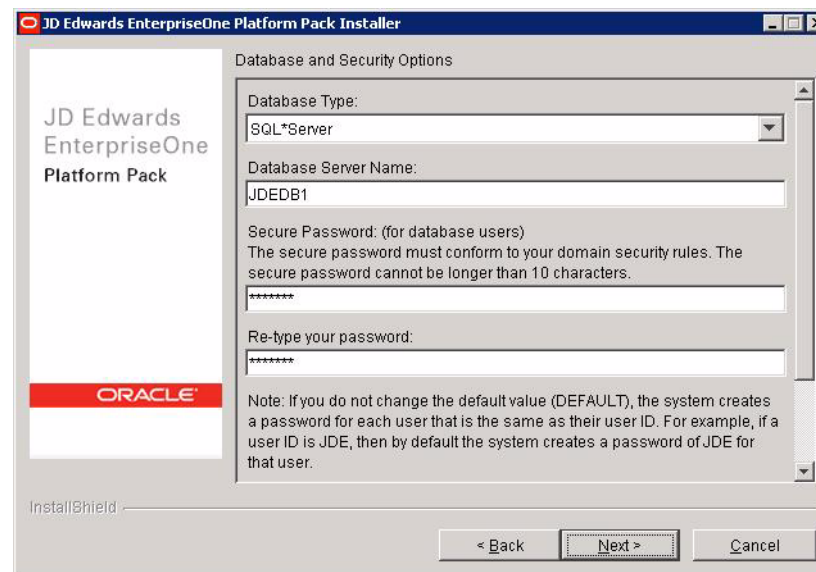 JD Edwards EnterpriseOne Platform Pack Installer
JD Edwards
EnterpriseOne
Platform Pack
ORACLE
Database and Security Options
Database Type:
SQL*Server
Database Server Name:
JDEDB1
Secure Password: (for database users)
The secure password must conform to your domain security rules. The
secure password cannot be longer than 10 characters.
*******
Re-type your password:
*******
Note: If you do not change the default value (DEFAULT), the system creates
a password for each user that is the same as their user ID. For example, if a
user ID is JDE, then by default the system creates a password of JDE for
that user.
InstallShield
< Back
Next >
Cancel